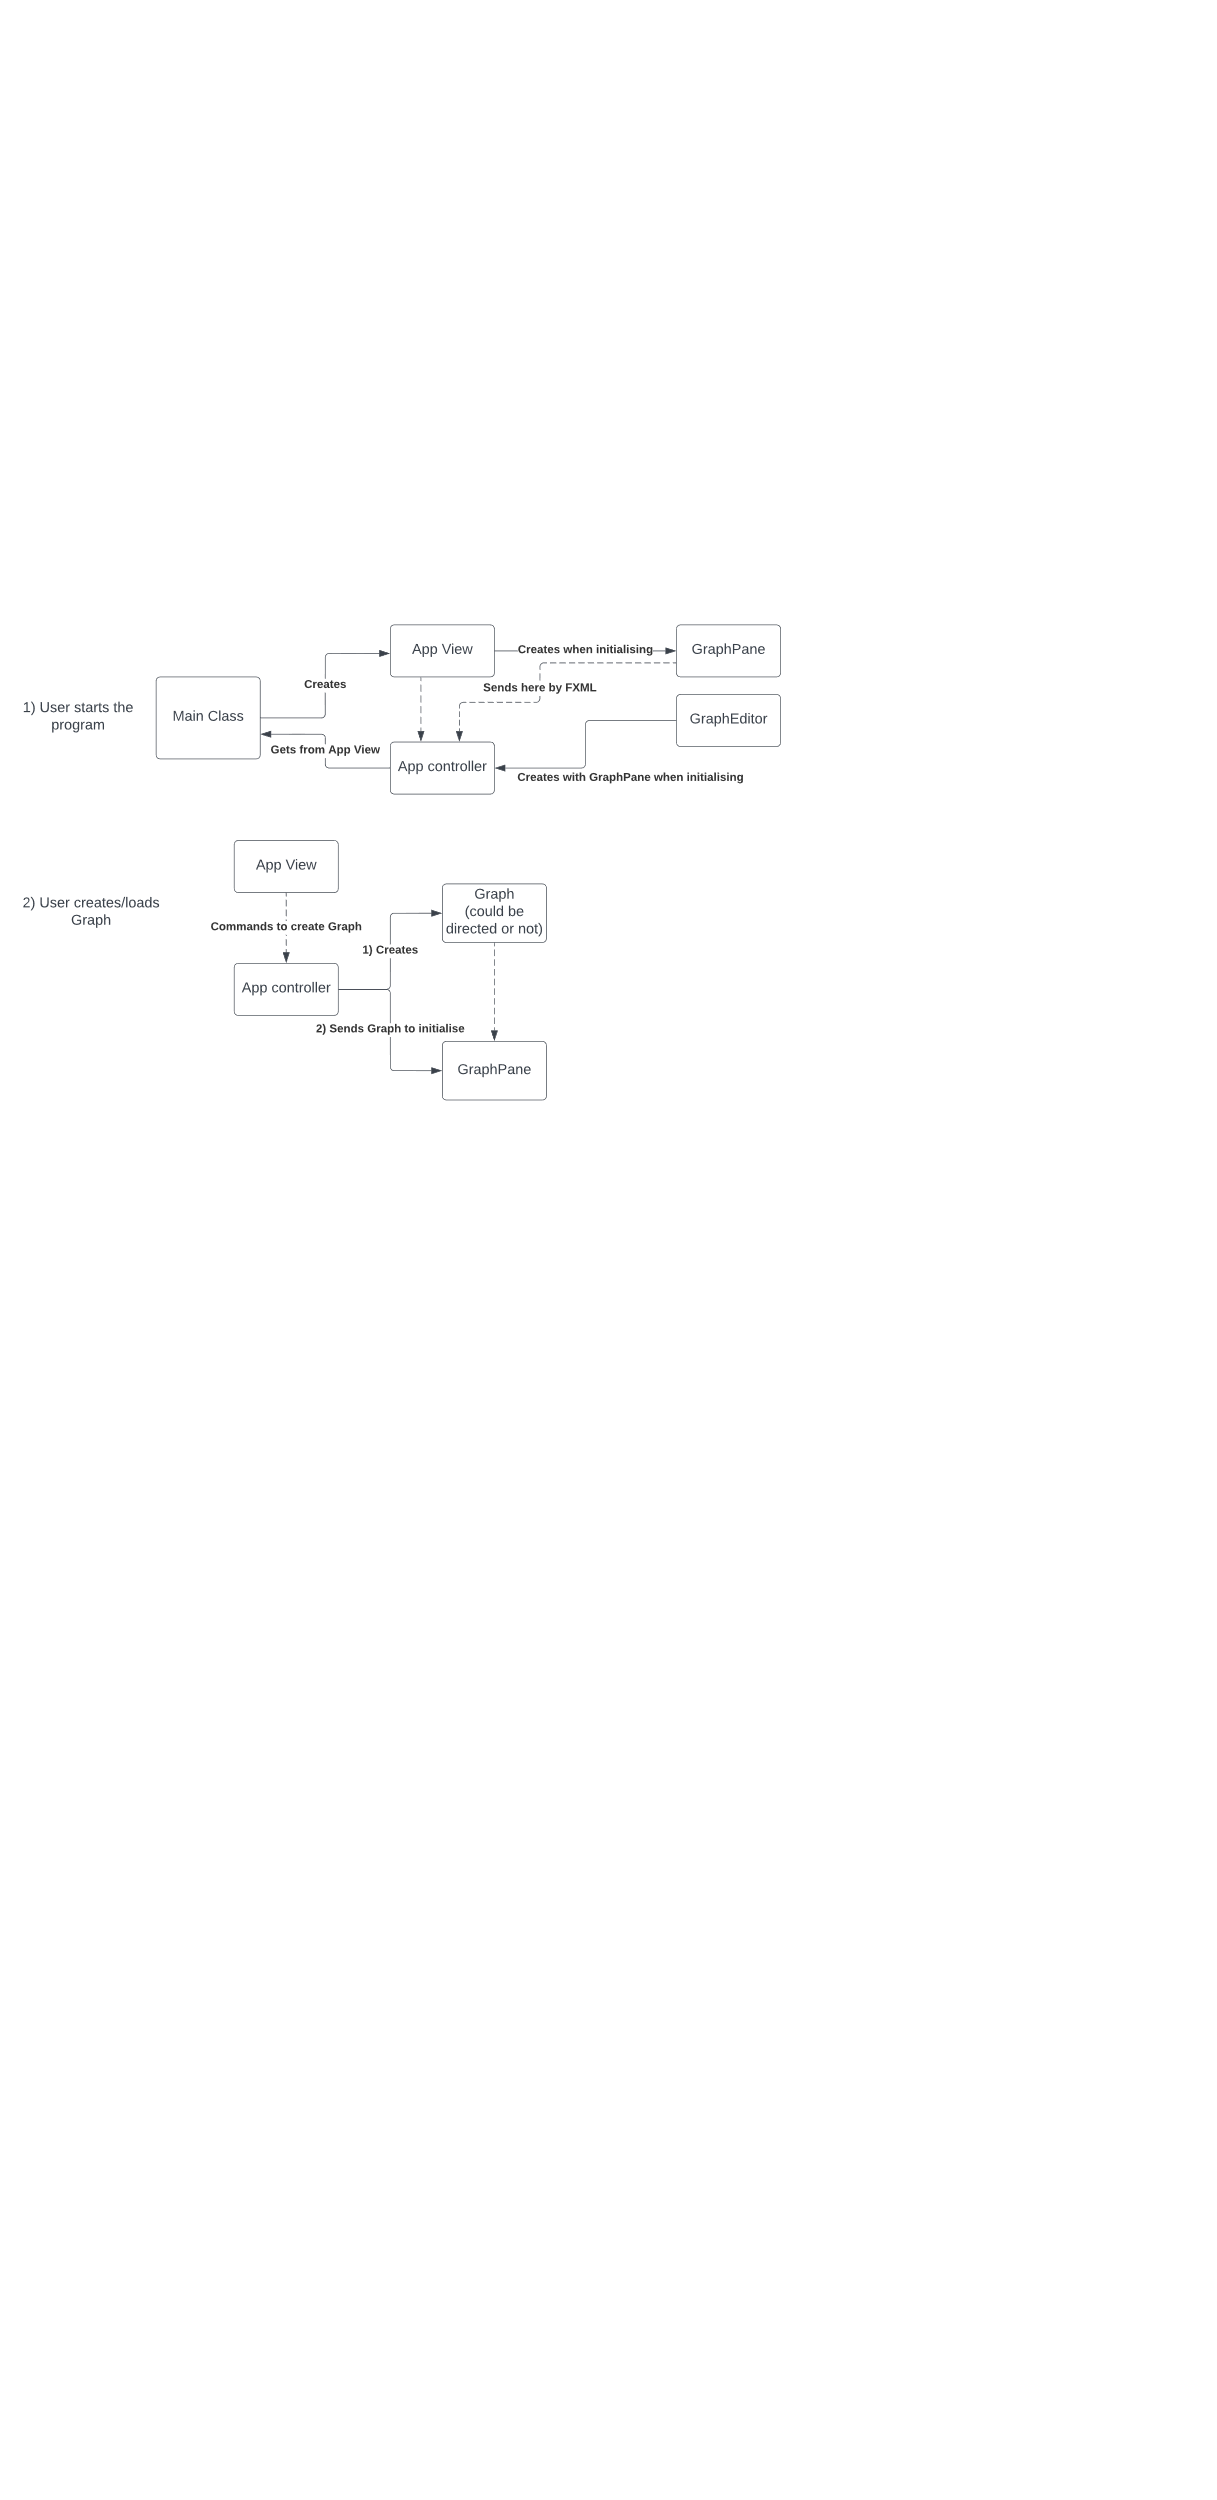 App View
Creates when initialising
GraphPane
Creates
Sends here by FXML
1) User starts the
program
Main Class
GraphEditor
Gets from App View
App controller
Creates with GraphPane when initialising
App View
2) User creates/loads
Graph
Graph
(could be
directed or not)
Commands to create Graph
1) Creates
App controller
2) Sends Graph to initialise
GraphPane